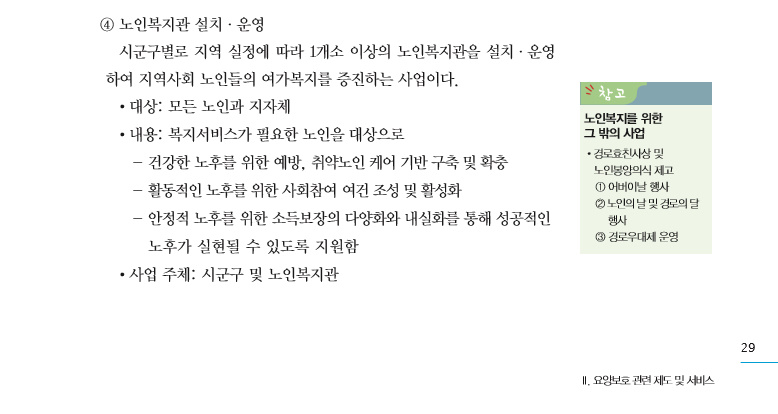 ④ 노인복지관 설치 · 운영
시군구별로 지역 실정에 따라 1개소 이상의 노인복지관을 설치 · 운영
하여 지역사회 노인들의 여가복지를 증진하는 사업이다.
• 대상: 모든 노인과 지자체
• 내용: 복지서비스가 필요한 노인을 대상으로
– 건강한 노후를 위한 예방, 취약노인 케어 기반 구축 및 확충
– 활동적인 노후를 위한 사회참여 여건 조성 및 활성화
– 안정적 노후를 위한 소득보장의 다양화와 내실화를 통해 성공적인
노후가 실현될 수 있도록 지원함
• 사업 주체: 시군구 및 노인복지관
참고
노인복지를 위한
그 밖의 사업
• 경로효친사상 및
노인봉양의식 제고
① 어버이날 행사
② 노인의 날 및 경로의 달
행사
③ 경로우대제 운영
29
Ⅱ. 요양보호 관련 제도 및 서비스